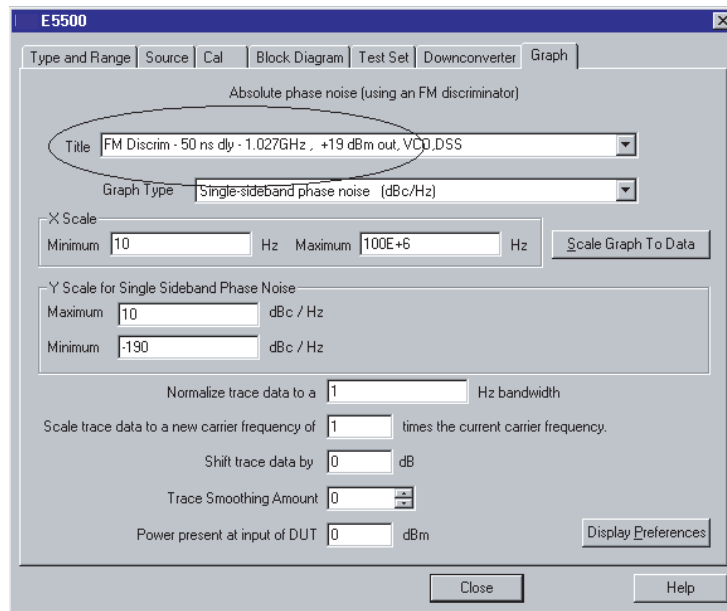 E5500
Type and Range Source Cal Block Diagram Test Set Downconverter Graph
Absolute phase noise (using an FM discriminator)
Title FM Discrim - 50 ns dly - 1.027GHz , +19 dBm out, VCO,DSS
Graph Type Single-sideband phase noise (dBc/Hz)
X Scale
Minimum 10 Hz Maximum 100E+6 Hz Scale Graph To Data
Y Scale for Single Sideband Phase Noise
Maximum 10 dBc / Hz
Minimum -190 dBc / Hz
Normalize trace data to a 1 Hz bandwidth
Scale trace data to a new carrier frequency of 1 times the current carrier frequency.
Shift trace data by 0 dB
Trace Smoothing Amount 0
Power present at input of DUT 0 dBm Display Preferences
Close Help